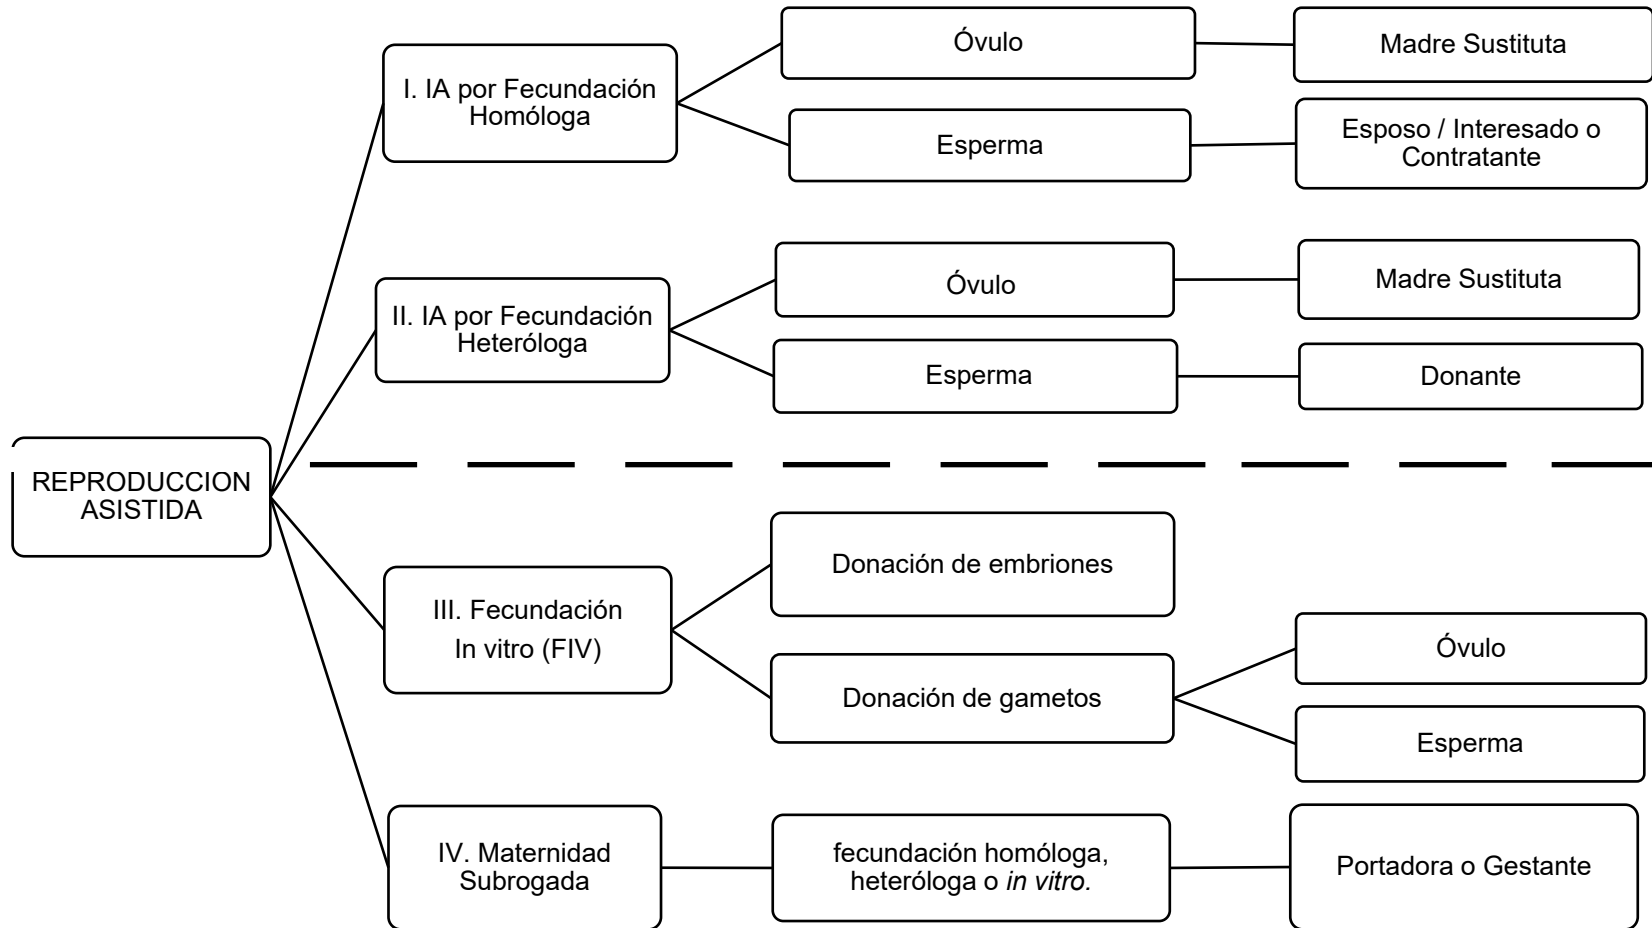 REPRODUCCION
ASISTIDA
I. IA por Fecundación
Homóloga
Óvulo
Madre Sustituta
Esperma
Esposo / Interesado o
Contratante
II. IA por Fecundación
Heteróloga
Óvulo
Madre Sustituta
Esperma
Donante
III. Fecundación
In vitro (FIV)
Donación de embriones
Donación de gametos
Óvulo
Esperma
IV. Maternidad
Subrogada
fecundación homóloga,
heteróloga o in vitro.
Portadora o Gestante